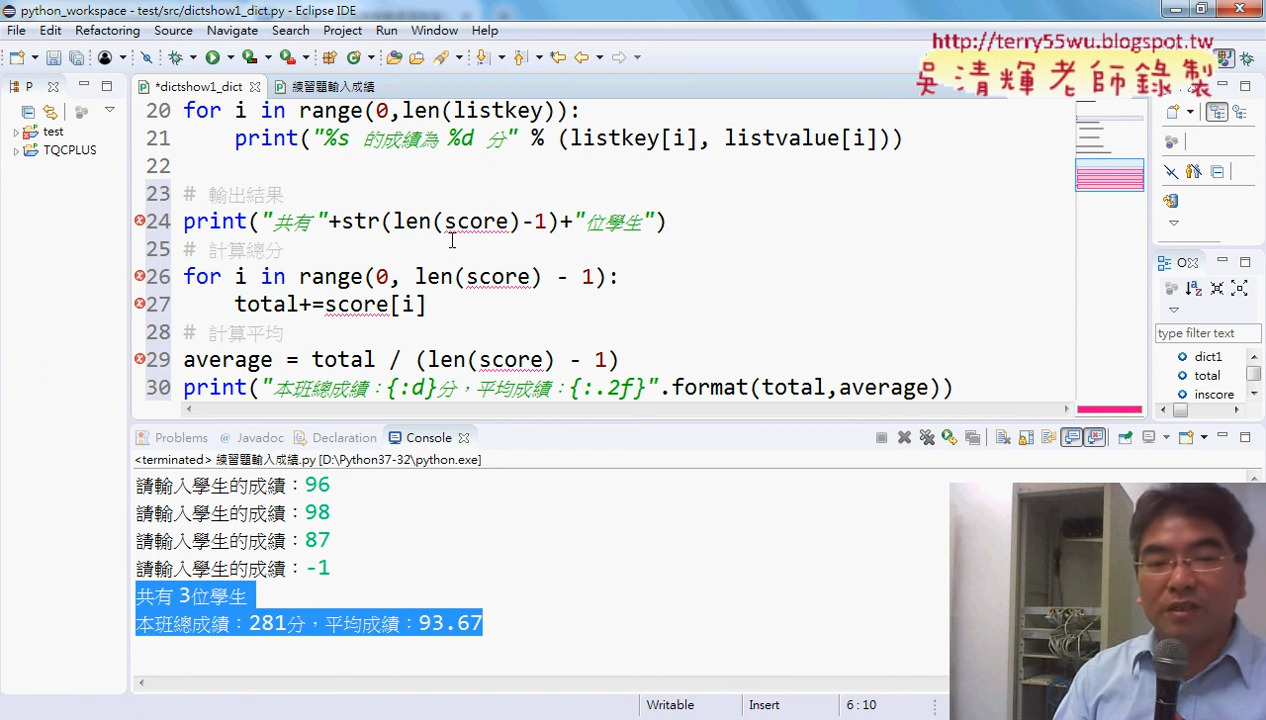 python_workspace - test/src/dictshow1_dict.py - Eclipse IDE
File Edit Refactoring Source Navigate Search Project Run Window Help
http://terry55wu.blogspot.tw
吳清輝老師錄製
P
*dictshow1_dict
練習題輸入成績
test
TQCPLUS
20 for i in range(0,len(listkey)):
21 print("%s 的成績為 %d 分" % (listkey[i], listvalue[i]))
22
23 # 輸出結果
24 print("共有 "+str(len(score)-1)+"位學生")
25 # 計算總分
26 for i in range(0, len(score) - 1):
27 total+=score[i]
28 # 計算平均
29 average = total / (len(score) - 1)
30 print("本班總成績：{:d}分，平均成績：{:.2f}".format(total,average))
O
type filter text
dict1
total
inscore
Problems @ Javadoc Declaration Console
<terminated> 練習題輸入成績.py [D:\Python37-32\python.exe]
請輸入學生的成績：96
請輸入學生的成績：98
請輸入學生的成績：87
請輸入學生的成績：-1
共有 3位學生
本班總成績：281分，平均成績：93.67
Writable Insert 6:10